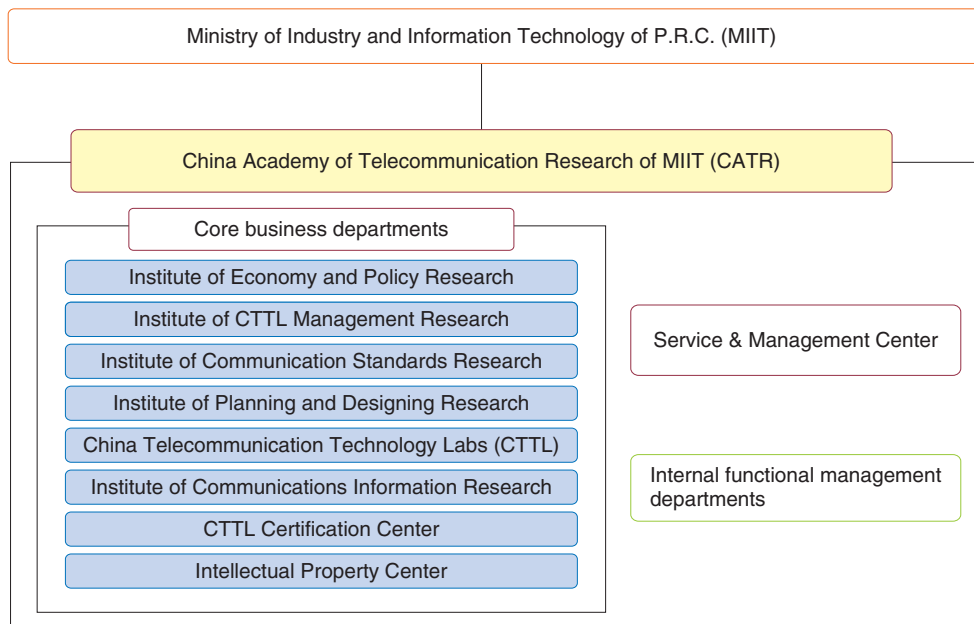 Ministry of Industry and Information Technology of P.R.C. (MIIT)
China Academy of Telecommunication Research of MIIT (CATR)
Core business departments
Institute of Economy and Policy Research
Institute of CTTL Management Research
Institute of Communication Standards Research
Institute of Planning and Designing Research
China Telecommunication Technology Labs (CTTL)
Institute of Communications Information Research
CTTL Certification Center
Intellectual Property Center
Service & Management Center
Internal functional management
departments